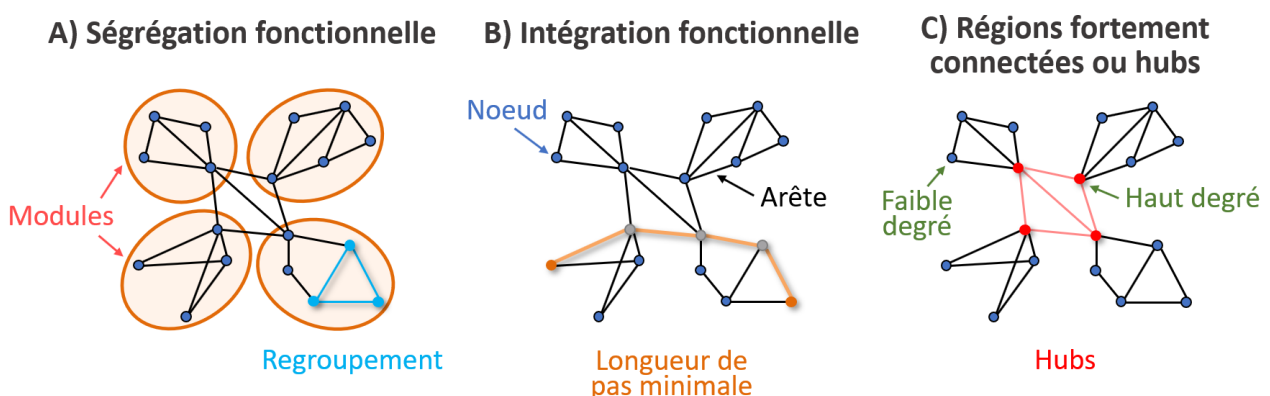 A) Ségrégation fonctionnelle
Modules
Regroupement
B) Intégration fonctionnelle
Noeud
Arête
Longueur de
pas minimale
C) Régions fortement
connectées ou hubs
Faible
degré
Haut degré
Hubs